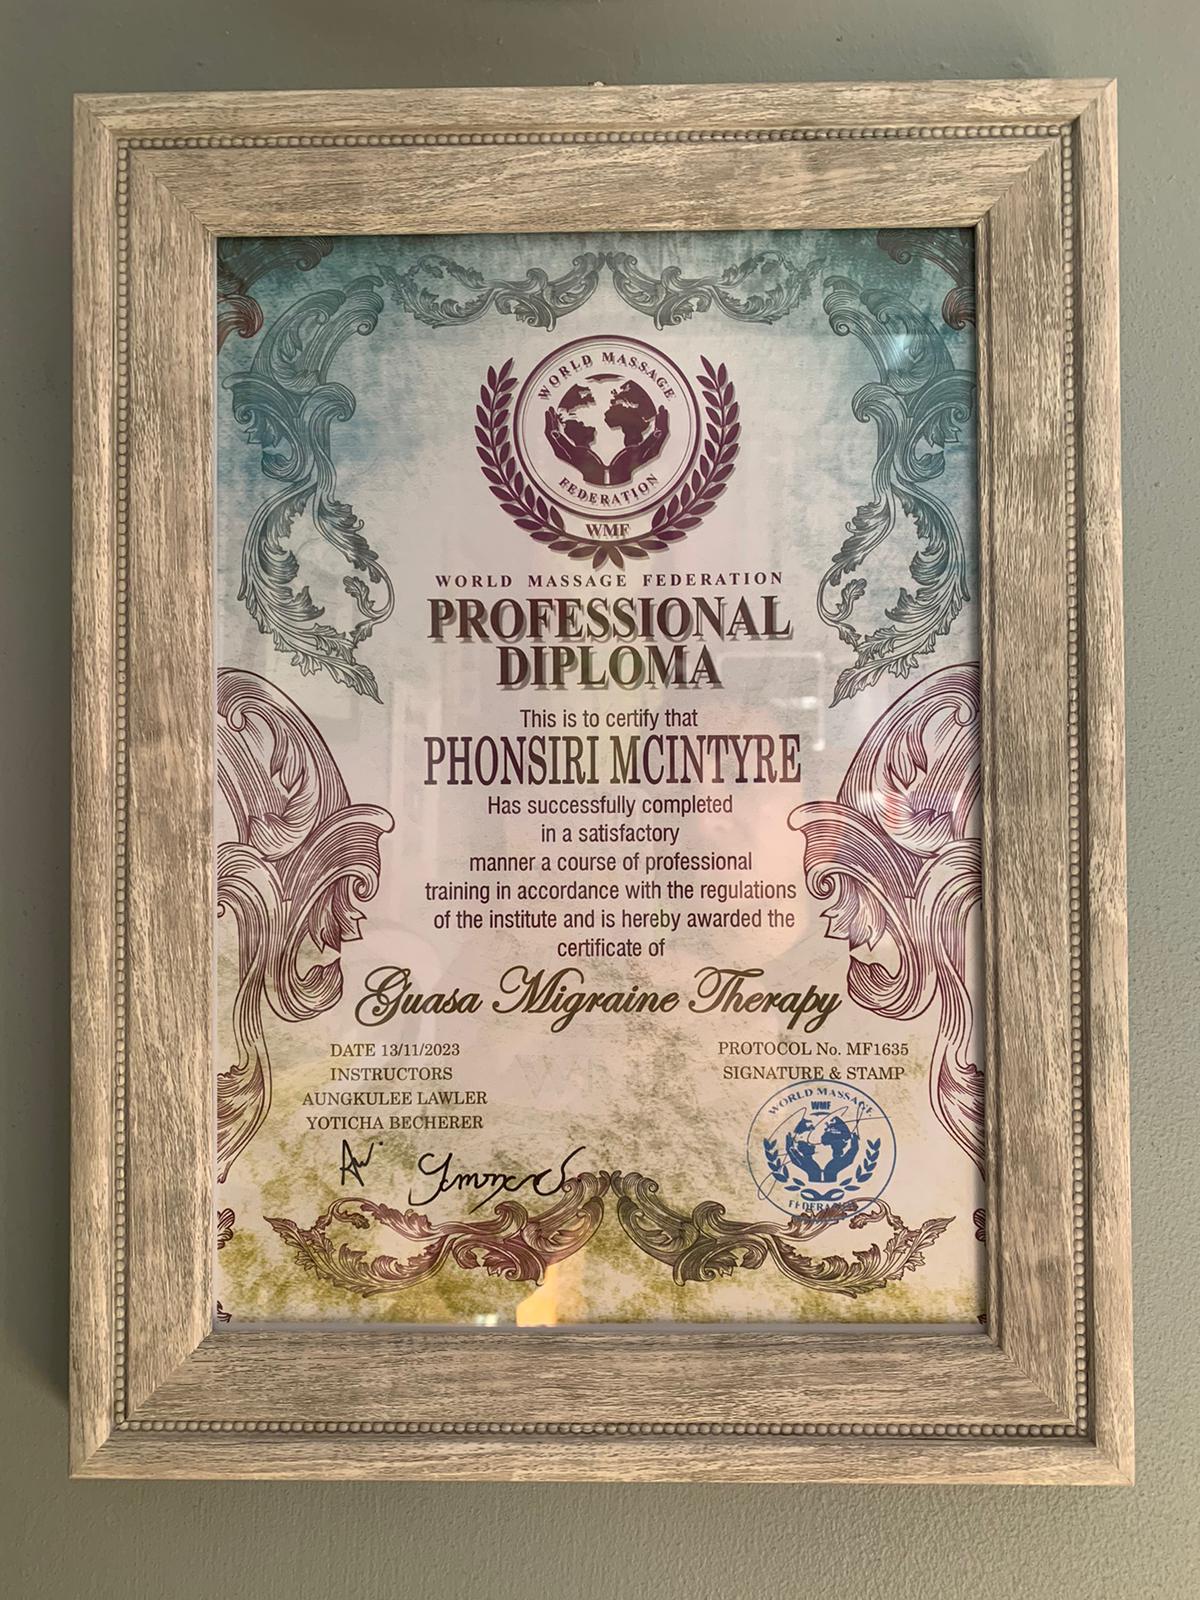 WORLD MASSAGE
FEDERATION
WMF
WORLD MASSAGE FEDERATION
PROFESSIONAL
DIPLOMA
This is to certify that
PHONSIRI MCINTYRE
Has successfully completed
in a satisfactory
manner a course of professional
training in accordance with the regulations
of the institute and is hereby awarded the
certificate of
Guasa Migraine Therapy
DATE 13/11/2023
INSTRUCTORS
AUNGKULEE LAWLER
YOTICHA BECHERER
PROTOCOL No. MF1635
SIGNATURE & STAMP
WORLD MASSAGE
WMF